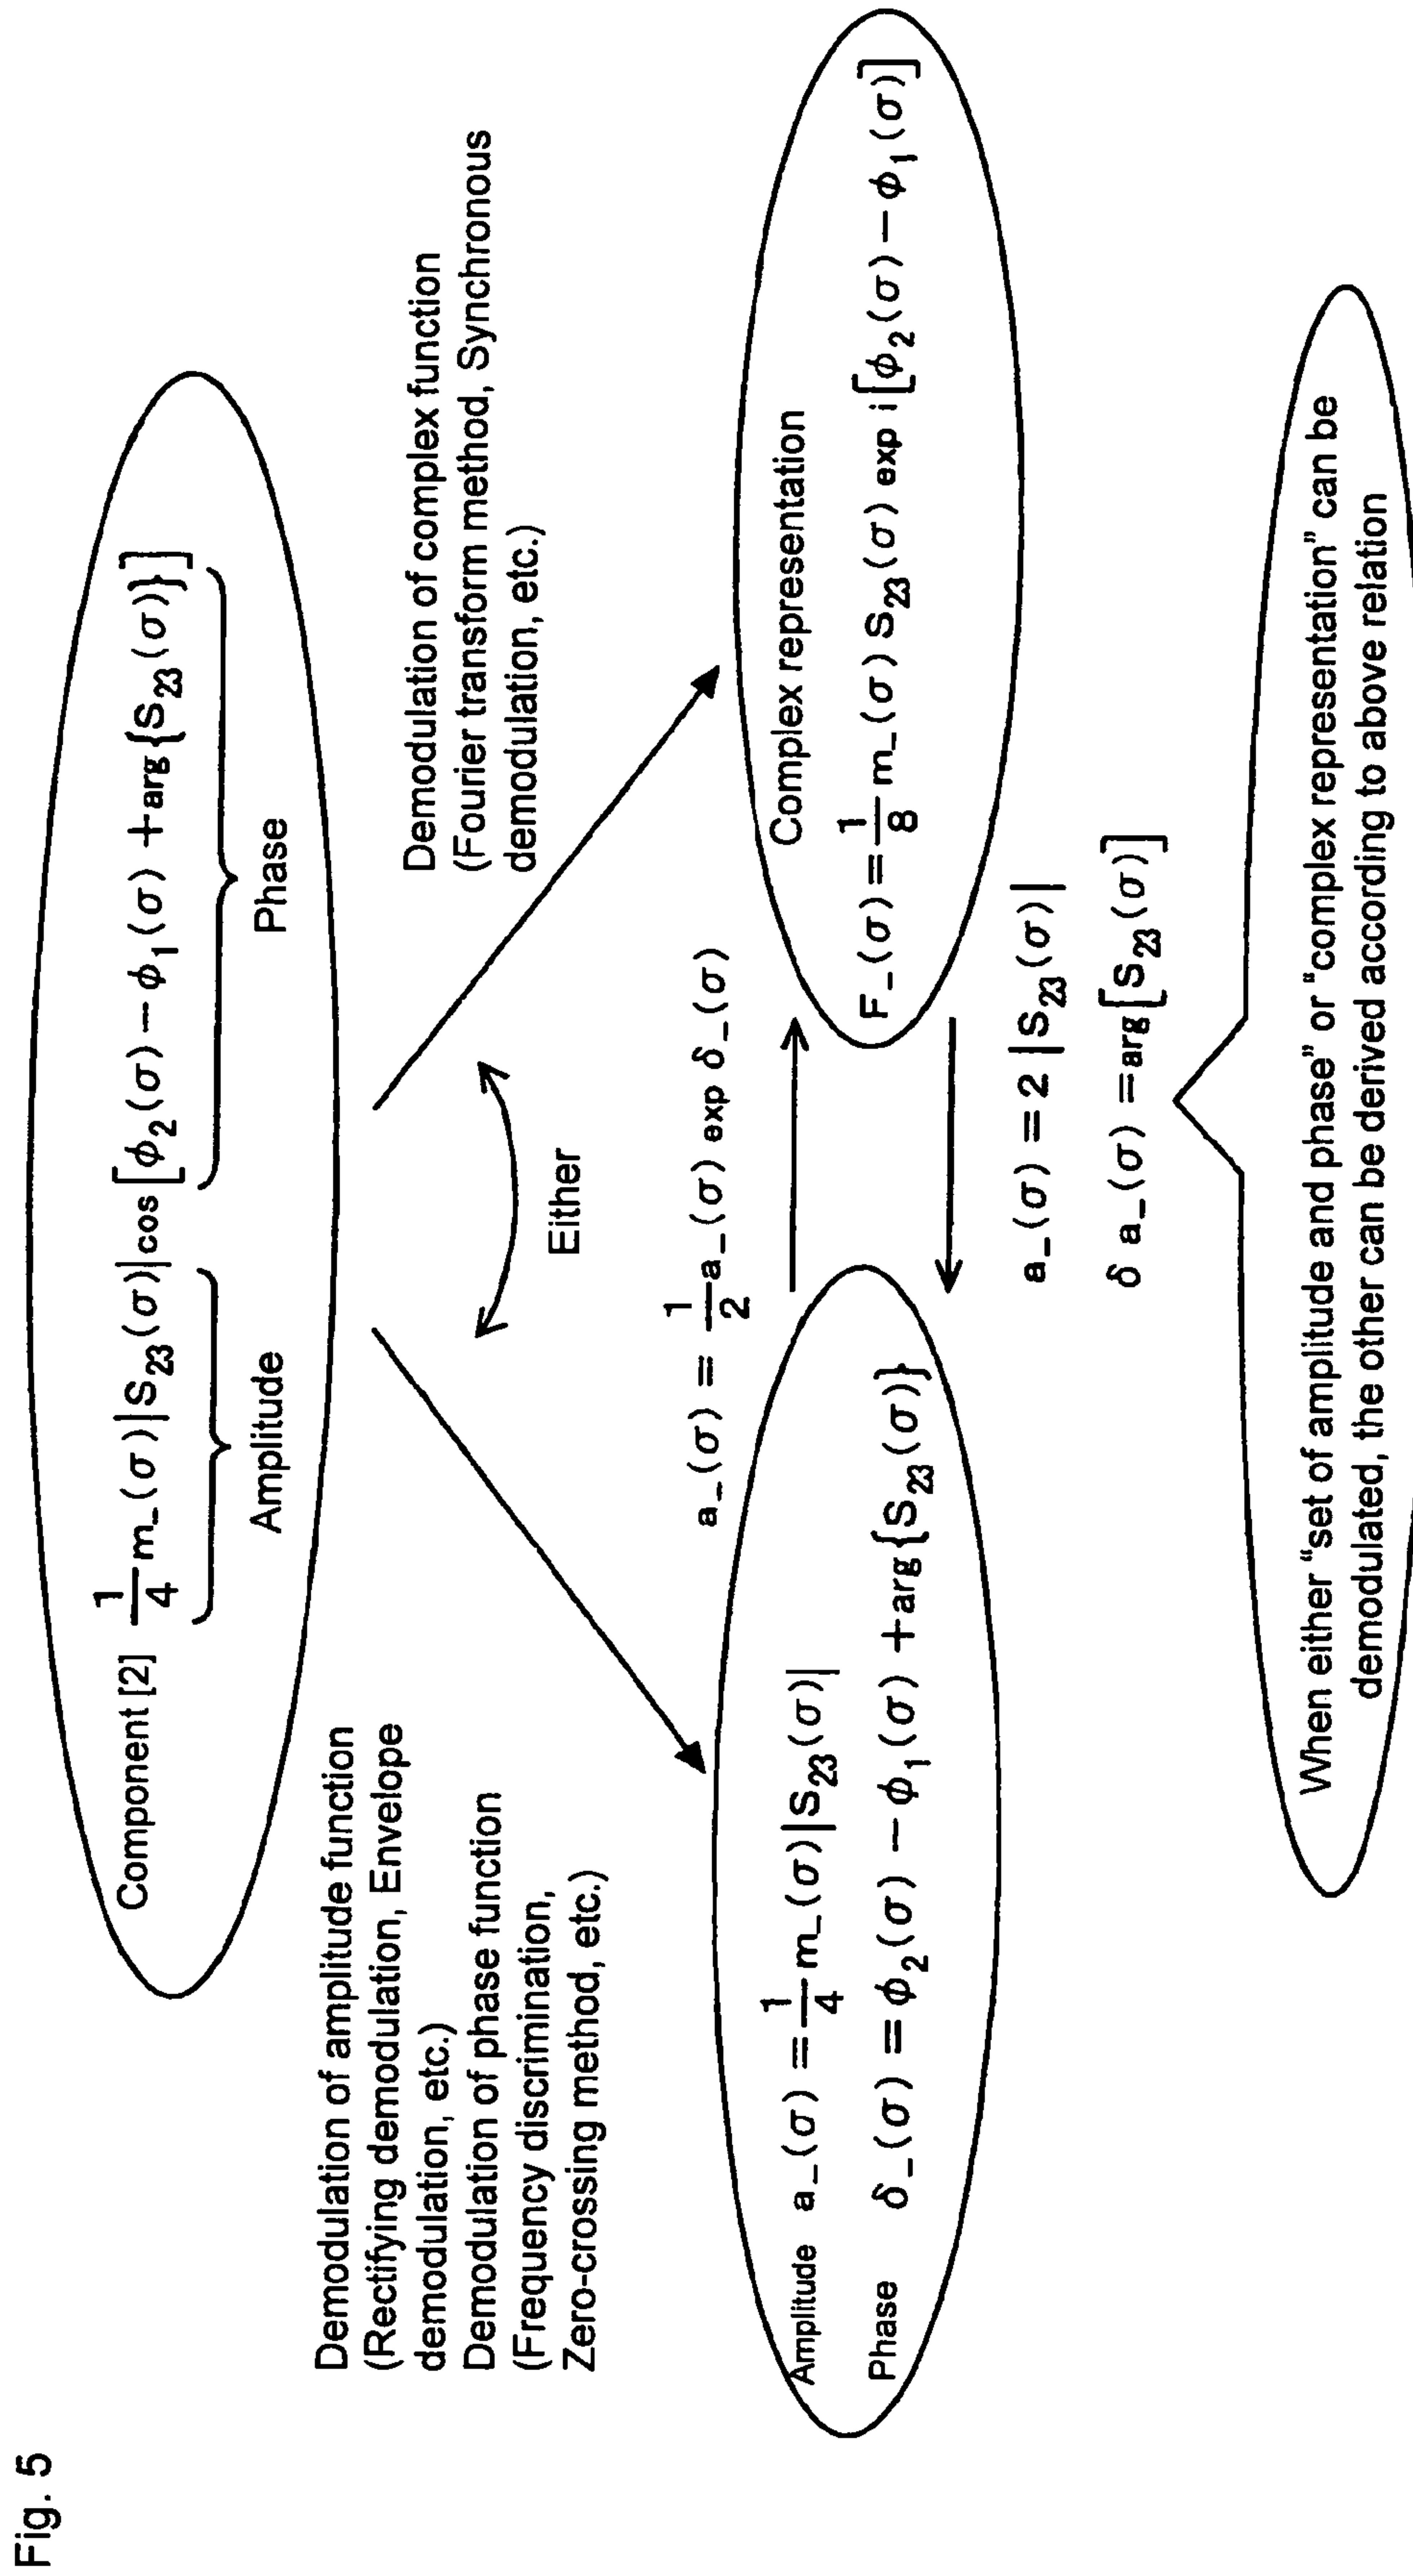 Fig. 5
Component [2] 1/4 m_(σ)|S23(σ)|cos[ϕ2(σ) − ϕ1(σ) +arg{S23(σ)}]
Amplitude
Phase
Demodulation of amplitude function
(Rectifying demodulation, Envelope
demodulation, etc.)
Demodulation of phase function
(Frequency discrimination,
Zero-crossing method, etc.)
Either
Demodulation of complex function
(Fourier transform method, Synchronous
demodulation, etc.)
Amplitude a_(σ) = 1/4 m_(σ)|S23(σ)|
Phase δ_(σ) = ϕ2(σ) − ϕ1(σ) +arg{S23(σ)}
a_(σ) = 1/2 a_(σ) exp δ_(σ)
Complex representation
F_(σ) = 1/8 m_(σ) S23(σ) exp i[ϕ2(σ) − ϕ1(σ)]
a_(σ) = 2 |S23(σ)|
δ a_(σ) =arg[S23(σ)]
When either “set of amplitude and phase” or “complex representation” can be
demodulated, the other can be derived according to above relation